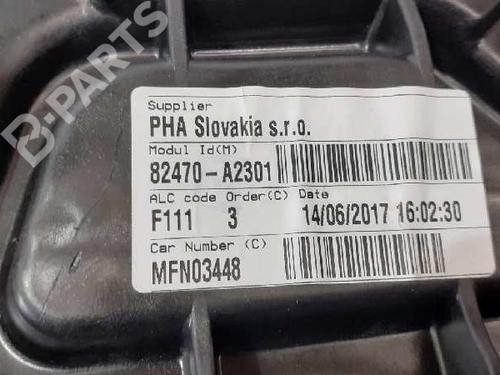 B-PARTS
Supplier
PHA Slovakia s.r.o.
Modul Id(M)
82470-A2301
ALC code Order(C) Date
F111 3 14/06/2017 16:02:30
Car Number (C)
MFN03448
B-PARTS